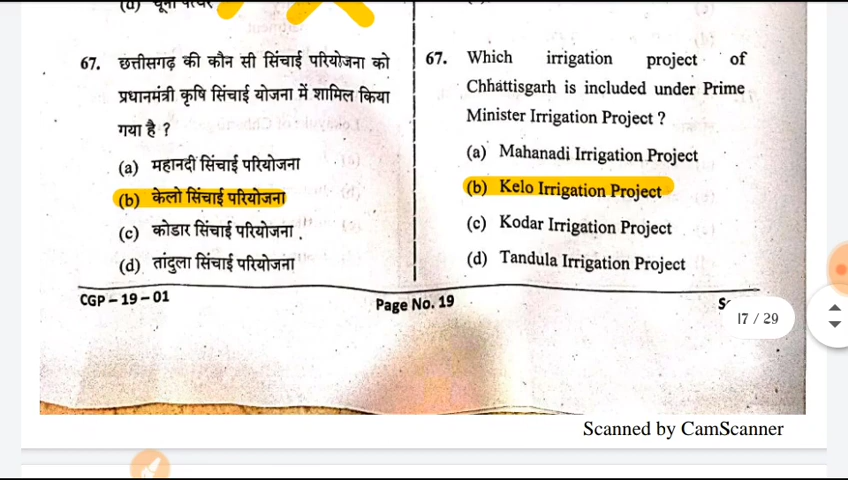 (d) चूना पत्थर
67. छत्तीसगढ़ की कौन सी सिंचाई परियोजना को
प्रधानमंत्री कृषि सिंचाई योजना में शामिल किया
गया है ?
(a) महानदी सिंचाई परियोजना
(b) केलो सिंचाई परियोजना
(c) कोडार सिंचाई परियोजना
(d) तांदुला सिंचाई परियोजना
67. Which irrigation project of
Chhattisgarh is included under Prime
Minister Irrigation Project ?
(a) Mahanadi Irrigation Project
(b) Kelo Irrigation Project
(c) Kodar Irrigation Project
(d) Tandula Irrigation Project
CGP – 19 – 01
Page No. 19
17 / 29
Scanned by CamScanner